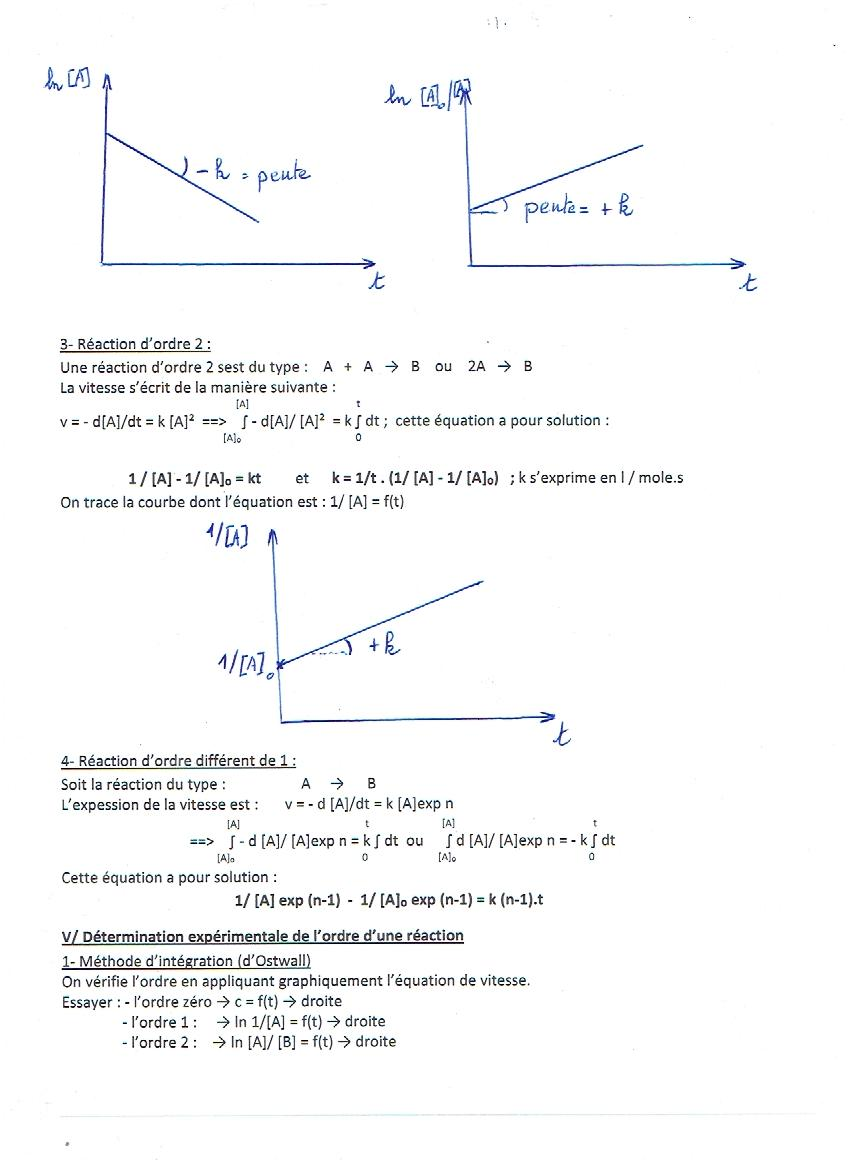 ln [A]
- k = pente
t
ln [A]₀/[A]
pente = + k
t
3- Réaction d'ordre 2 :
Une réaction d'ordre 2 sest du type : A + A → B ou 2A → B
La vitesse s'écrit de la manière suivante :
[A] t
v = - d[A]/dt = k [A]² ==> ∫ - d[A]/ [A]² = k ∫ dt ; cette équation a pour solution :
[A]₀ 0
1 / [A] - 1/ [A]₀ = kt et k = 1/t . (1/ [A] - 1/ [A]₀) ; k s'exprime en l / mole.s
On trace la courbe dont l'équation est : 1/ [A] = f(t)
1/[A]
+ k
1/[A]₀
t
4- Réaction d'ordre différent de 1 :
Soit la réaction du type : A → B
L'expession de la vitesse est : v = - d [A]/dt = k [A]exp n
[A] t [A] t
==> ∫ - d [A]/ [A]exp n = k ∫ dt ou ∫ d [A]/ [A]exp n = - k ∫ dt
[A]₀ 0 [A]₀ 0
Cette équation a pour solution :
1/ [A] exp (n-1) - 1/ [A]₀ exp (n-1) = k (n-1).t
V/ Détermination expérimentale de l'ordre d'une réaction
1- Méthode d'intégration (d'Ostwall)
On vérifie l'ordre en appliquant graphiquement l'équation de vitesse.
Essayer : - l'ordre zéro → c = f(t) → droite
- l'ordre 1 : → ln 1/[A] = f(t) → droite
- l'ordre 2 : → ln [A]/ [B] = f(t) → droite